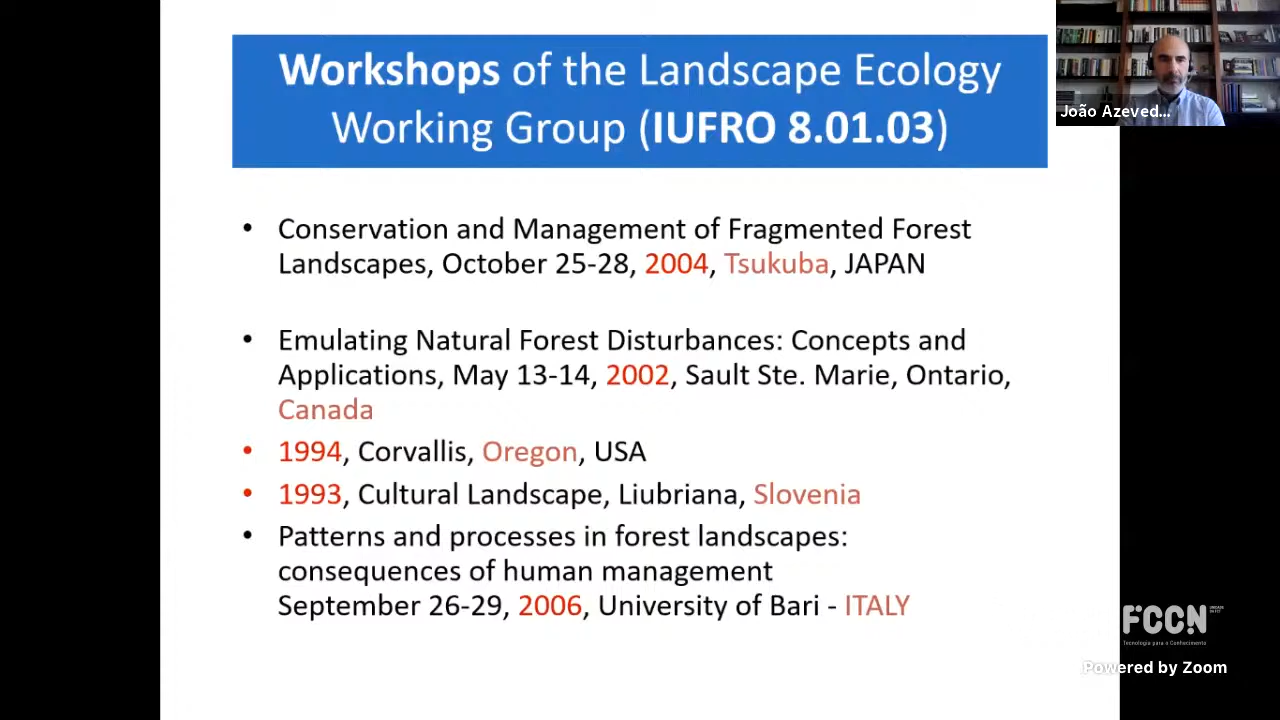 Workshops of the Landscape Ecology
Working Group (IUFRO 8.01.03)
João Azeved...
• Conservation and Management of Fragmented Forest
Landscapes, October 25-28, 2004, Tsukuba, JAPAN
• Emulating Natural Forest Disturbances: Concepts and
Applications, May 13-14, 2002, Sault Ste. Marie, Ontario,
Canada
• 1994, Corvallis, Oregon, USA
• 1993, Cultural Landscape, Liubriana, Slovenia
• Patterns and processes in forest landscapes:
consequences of human management
September 26-29, 2006, University of Bari - ITALY
FCCN
Tecnologia para o Conhecimento
Powered by Zoom